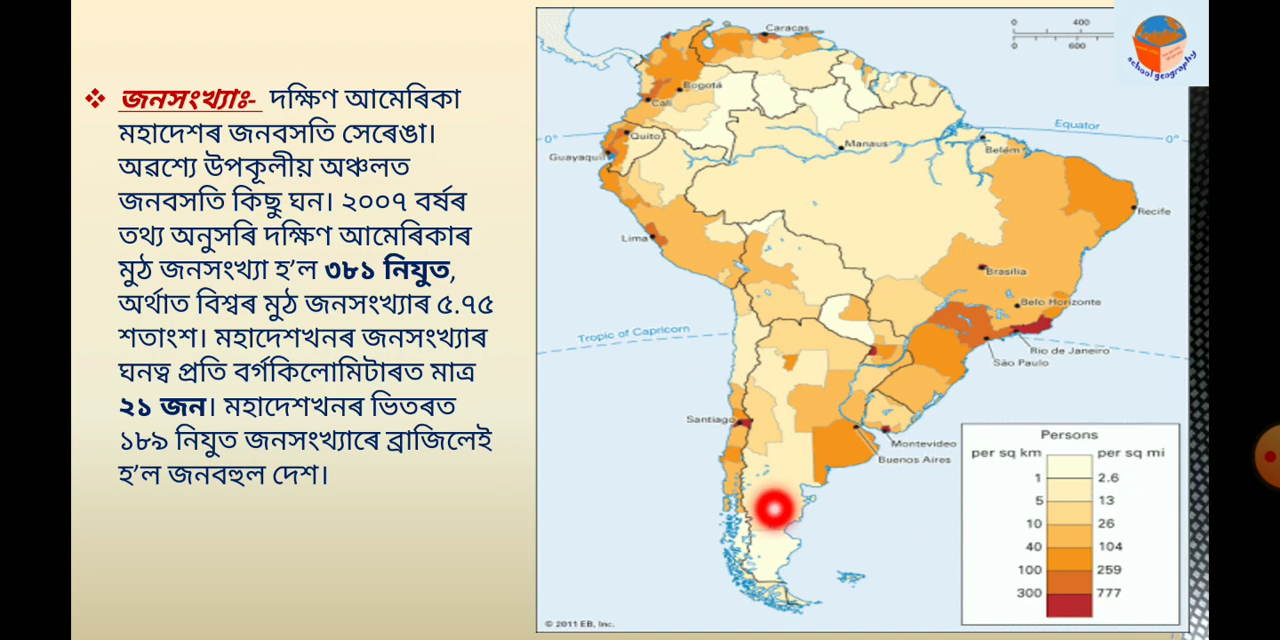 ❖ জনসংখ্যাঃ- দক্ষিণ আমেৰিকা
মহাদেশৰ জনবসতি সেৰেঙা।
অৱশ্যে উপকূলীয় অঞ্চলত
জনবসতি কিছু ঘন। ২০০৭ বৰ্ষৰ
তথ্য অনুসৰি দক্ষিণ আমেৰিকাৰ
মুঠ জনসংখ্যা হ'ল ৩৮১ নিযুত,
অৰ্থাত বিশ্বৰ মুঠ জনসংখ্যাৰ ৫.৭৫
শতাংশ। মহাদেশখনৰ জনসংখ্যাৰ
ঘনত্ব প্ৰতি বৰ্গকিলোমিটাৰত মাত্ৰ
২১ জন। মহাদেশখনৰ ভিতৰত
১৮৯ নিযুত জনসংখ্যাৰে ব্ৰাজিলেই
হ'ল জনবহুল দেশ।
0 400
0 600
school geography
Caracas
Bogotá
Cali
Quito
Guayaquil
Equator
0° 0°
Manaus
Belém
Recife
Lima
Brasília
Belo Horizonte
Tropic of Capricorn
Rio de Janeiro
São Paulo
Santiago
Montevideo
Buenos Aires
Persons
per sq km per sq mi
1 2.6
5 13
10 26
40 104
100 259
300 777
© 2011 EB, Inc.